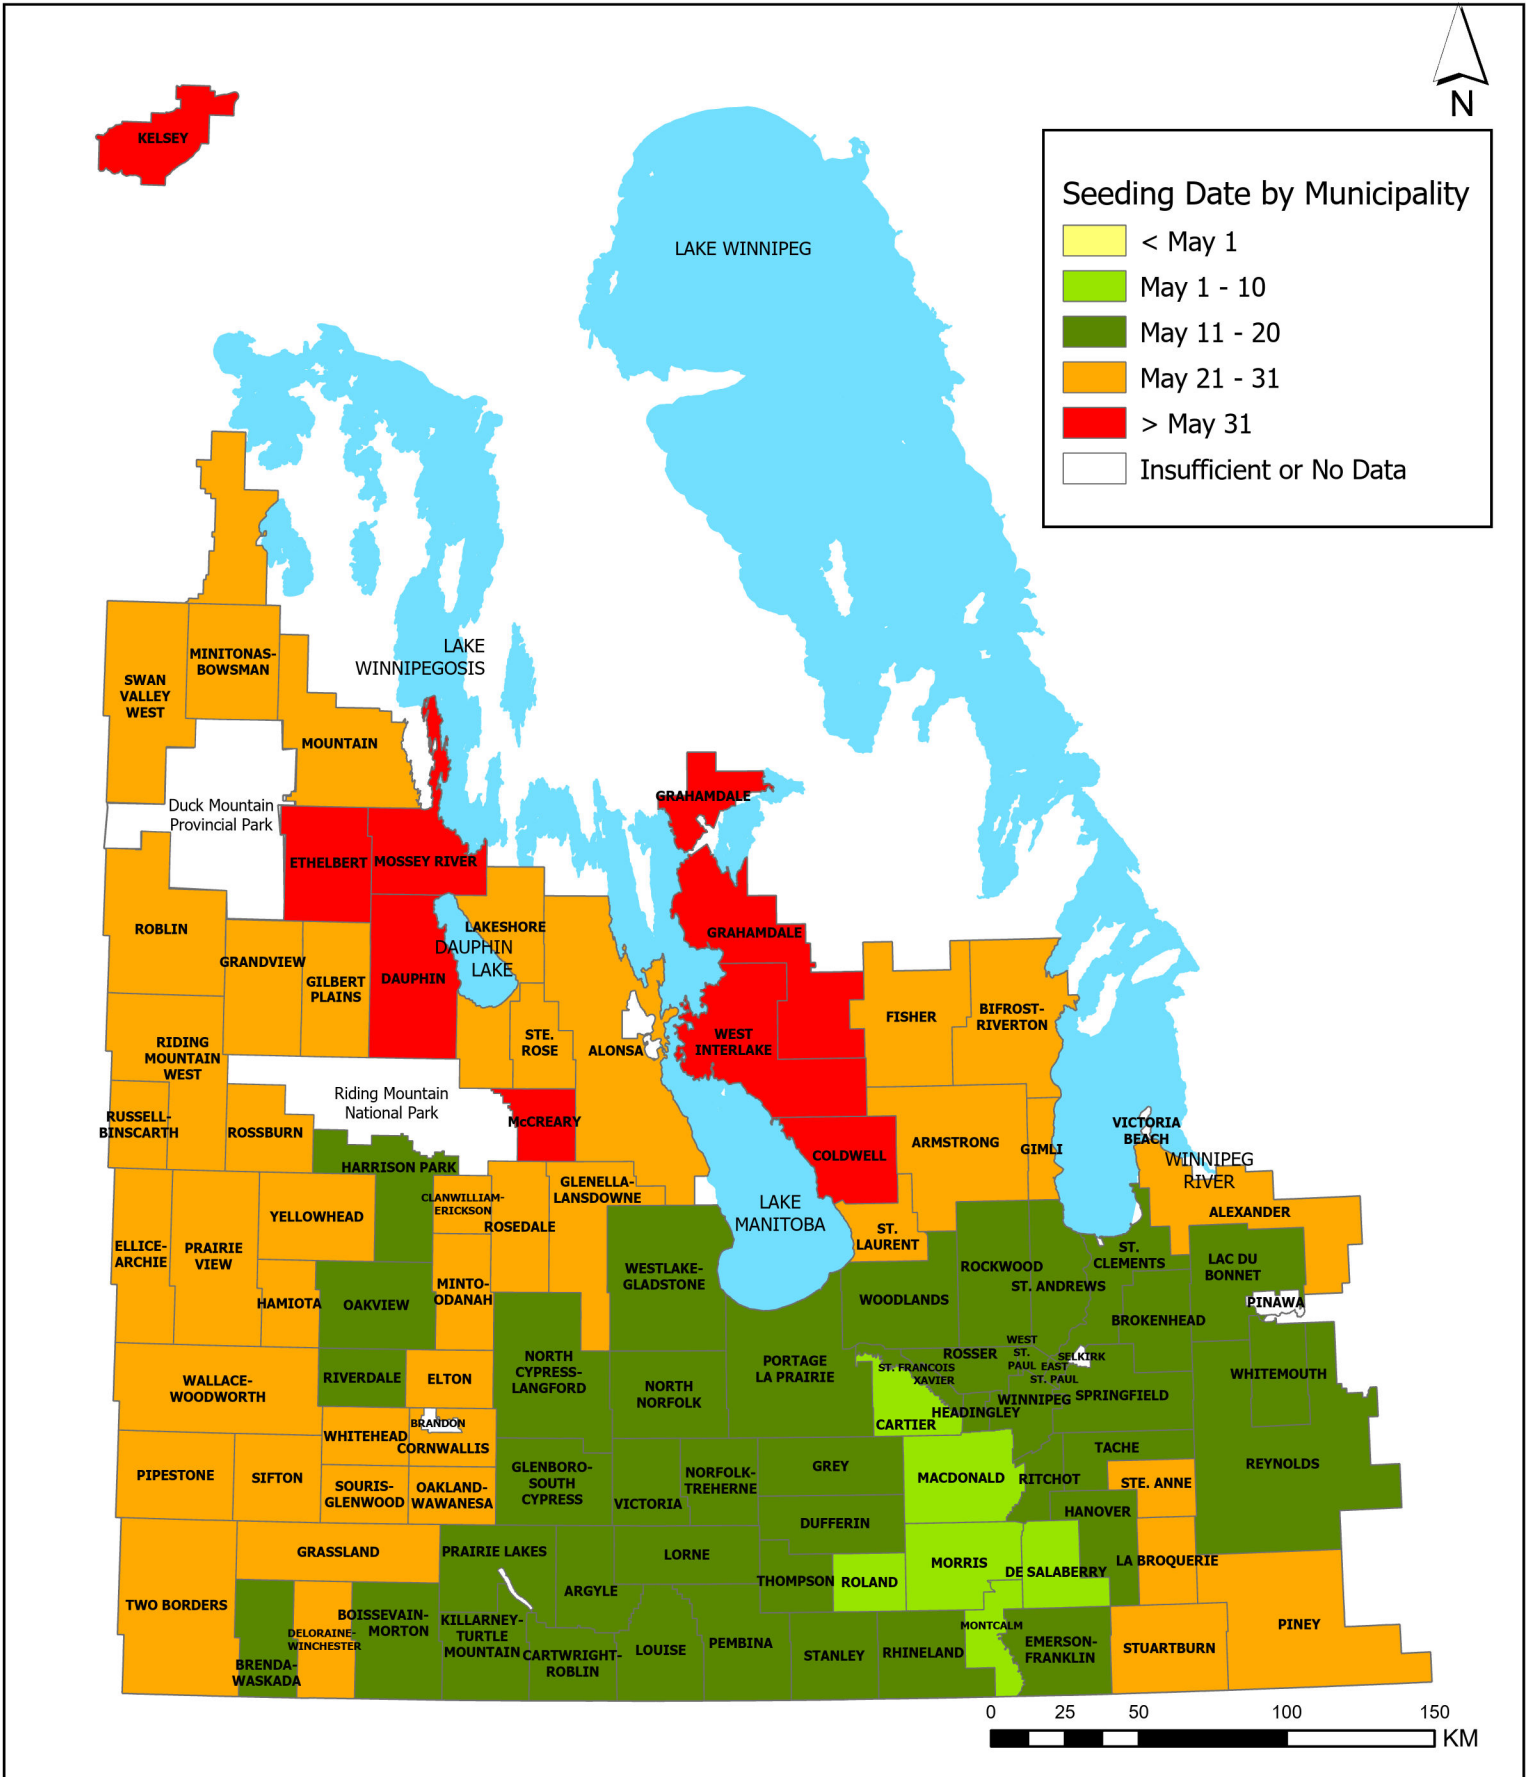 N
KELSEY
Seeding Date by Municipality
< May 1
May 1 - 10
May 11 - 20
May 21 - 31
> May 31
Insufficient or No Data
LAKE WINNIPEG
LAKE
WINNIPEGOSIS
MINITONAS-
BOWSMAN
SWAN
VALLEY
WEST
MOUNTAIN
Duck Mountain
Provincial Park
GRAHAMDALE
ETHELBERT
MOSSEY RIVER
ROBLIN
LAKESHORE
GRAHAMDALE
DAUPHIN
LAKE
GRANDVIEW
GILBERT
PLAINS
DAUPHIN
FISHER
BIFROST-
RIVERTON
STE.
ROSE
ALONSA
WEST
INTERLAKE
RIDING
MOUNTAIN
WEST
Riding Mountain
National Park
RUSSELL-
BINSCARTH
ROSSBURN
McCREARY
VICTORIA
BEACH
ARMSTRONG
GIMLI
COLDWELL
WINNIPEG
RIVER
HARRISON PARK
CLANWILLIAM-
ERICKSON
GLENELLA-
LANSDOWNE
LAKE
MANITOBA
ALEXANDER
YELLOWHEAD
ROSEDALE
ST.
LAURENT
ELLICE-
ARCHIE
PRAIRIE
VIEW
ST.
CLEMENTS
LAC DU
BONNET
ROCKWOOD
WESTLAKE-
GLADSTONE
ST. ANDREWS
MINTO-
ODANAH
HAMIOTA
OAKVIEW
WOODLANDS
PINAWA
BROKENHEAD
WEST
ST.
PAUL
ROSSER
SELKIRK
NORTH
CYPRESS-
LANGFORD
PORTAGE
LA PRAIRIE
ST. FRANCOIS
XAVIER
EAST
ST. PAUL
WHITEMOUTH
RIVERDALE
ELTON
WALLACE-
WOODWORTH
NORTH
NORFOLK
WINNIPEG
SPRINGFIELD
HEADINGLEY
CARTIER
BRANDON
WHITEHEAD
CORNWALLIS
TACHE
PIPESTONE
SIFTON
GREY
MACDONALD
RITCHOT
STE. ANNE
REYNOLDS
GLENBORO-
SOUTH
CYPRESS
NORFOLK-
TREHERNE
SOURIS-
GLENWOOD
OAKLAND-
WAWANESA
VICTORIA
HANOVER
DUFFERIN
GRASSLAND
PRAIRIE LAKES
LORNE
MORRIS
LA BROQUERIE
DE SALABERRY
ARGYLE
THOMPSON
ROLAND
TWO BORDERS
BOISSEVAIN-
MORTON
KILLARNEY-
TURTLE
MOUNTAIN
DELORAINE-
WINCHESTER
MONTCALM
PINEY
LOUISE
PEMBINA
STANLEY
RHINELAND
EMERSON-
FRANKLIN
STUARTBURN
BRENDA-
WASKADA
CARTWRIGHT-
ROBLIN
0 25 50 100 150
KM